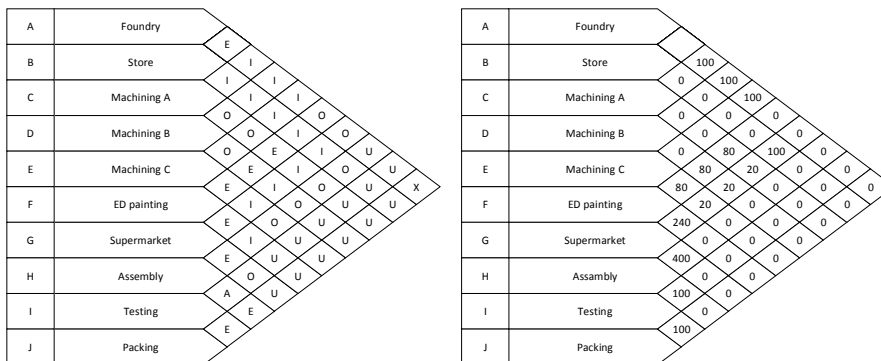 A Foundry
E
B Store I
I I
C Machining A I I
O I O
D Machining B O I O
O E I U
E Machining C E I O U
E I O U X
F ED painting I O U U
E O U U
G Supermarket I U U
E U U
H Assembly O U
A U
I Testing E
E
J Packing
A Foundry
B Store 100
0 100
C Machining A 0 100
0 0 0
D Machining B 0 0 0
0 80 100 0
E Machining C 80 20 0 0
80 20 0 0 0
F ED painting 20 0 0 0
240 0 0 0
G Supermarket 0 0 0
400 0 0
H Assambly 0 0
100 0
I Testing 0
100
J Packing